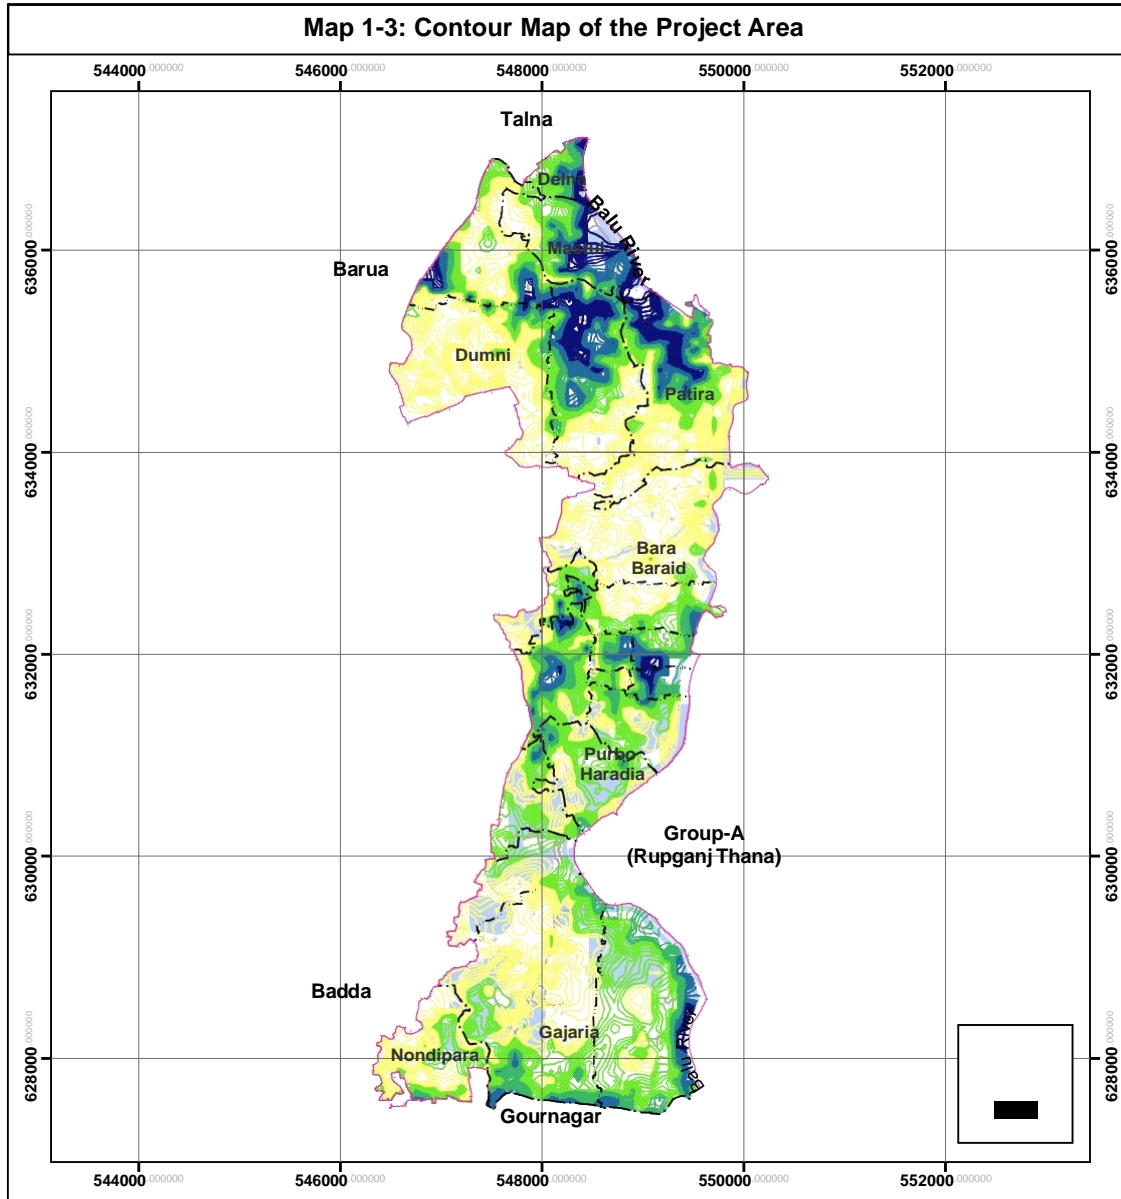 Map 1-3: Contour Map of the Project Area
544000.000000 546000.000000 548000.000000 550000.000000 552000.000000
Talna
Delna
Balu River
636000.000000
Mastul
636000.000000
Barua
Dumni
Patira
634000.000000
634000.000000
Bara
Baraid
632000.000000
632000.000000
Purbo
Haradia
Group-A
(Rupganj Thana)
630000.000000
630000.000000
Badda
Gajaria
Balu River
Nondipara
628000.000000
628000.000000
Gournagar
544000.000000 546000.000000 548000.000000 550000.000000 552000.000000